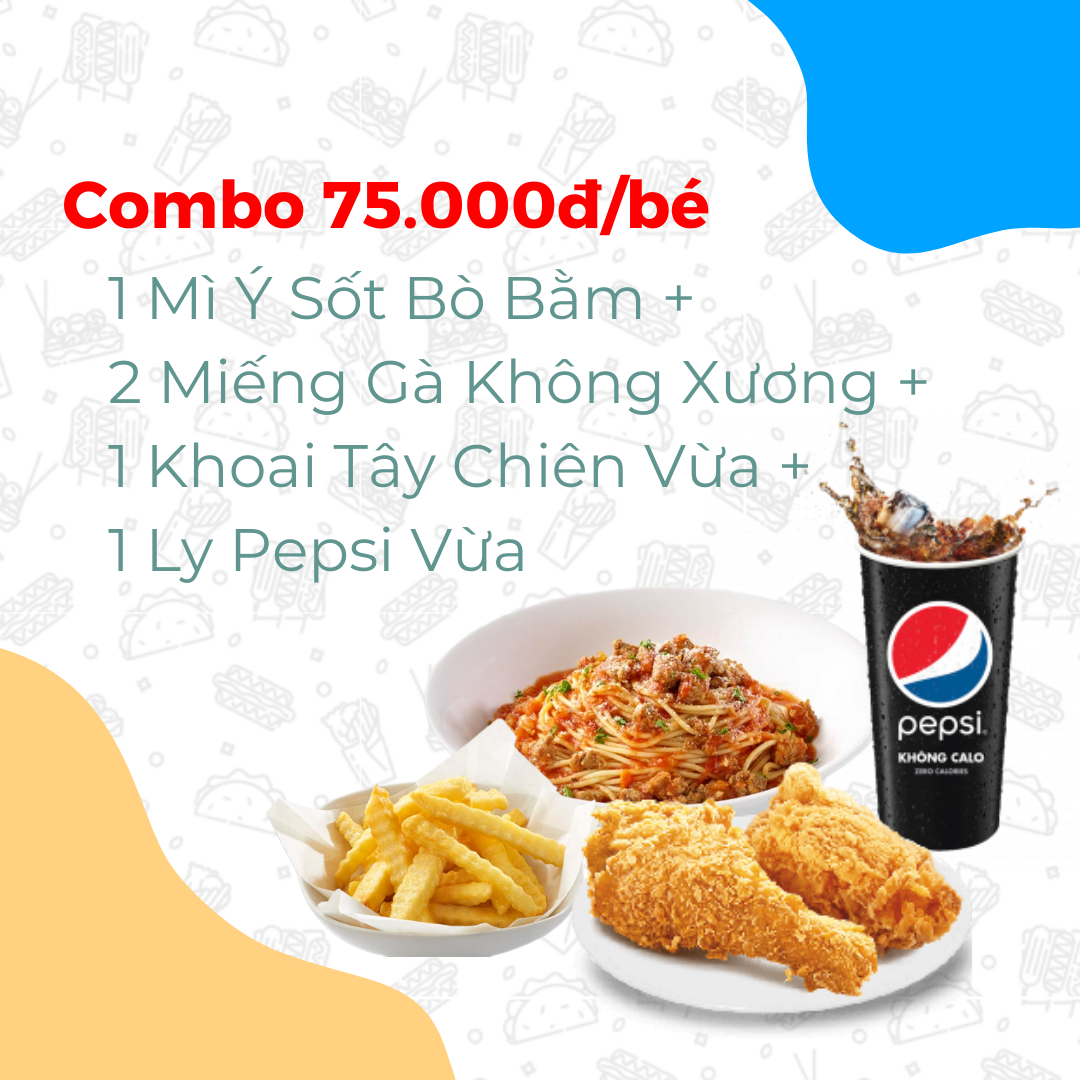 Combo 75.000đ/bé
1 Mì Ý Sốt Bò Bằm +
2 Miếng Gà Không Xương +
1 Khoai Tây Chiên Vừa +
1 Ly Pepsi Vừa
pepsi
KHÔNG CALO
ZERO CALORIES